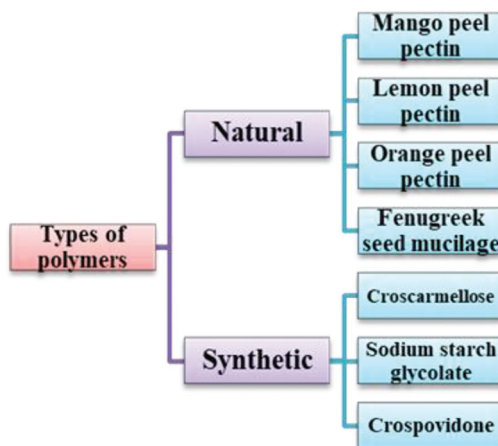 Types of
polymers
Natural
Mango peel
pectin
Lemon peel
pectin
Orange peel
pectin
Fenugreek
seed mucilage
Synthetic
Croscarmellose
Sodium starch
glycolate
Crospovidone